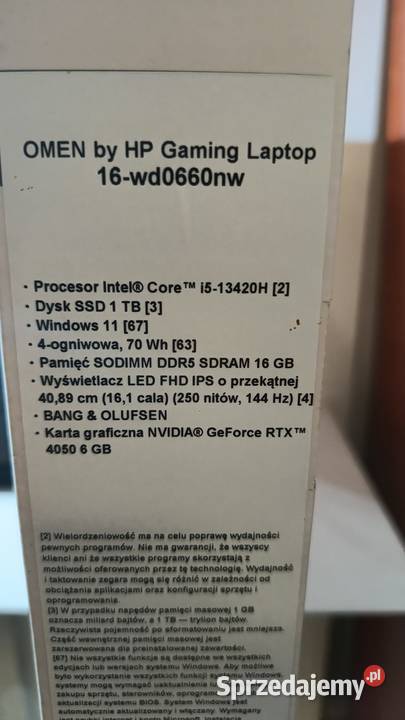 OMEN by HP Gaming Laptop
16-wd0660nw
· Procesor Intel® Core™ i5-13420H [2]
· Dysk SSD 1 TB [3]
· Windows 11 [67]
· 4-ogniwowa, 70 Wh [63]
· Pamięć SODIMM DDR5 SDRAM 16 GB
· Wyświetlacz LED FHD IPS o przekątnej
40,89 cm (16,1 cala) (250 nitów, 144 Hz) [4]
· BANG & OLUFSEN
· Karta graficzna NVIDIA® GeForce RTX™
4050 6 GB
[2] Wielordzeniowość ma na celu poprawę wydajności
pewnych programów. Nie ma gwarancji, że wszyscy
klienci ani że wszystkie programy skorzystają z
możliwości oferowanych przez tę technologię. Wydajność
i taktowanie zegara mogą się różnić w zależności od
obciążania aplikacjami oraz konfiguracji sprzętu i
oprogramowania.
[3] W przypadku napędów pamięci masowej 1 GB
oznacza miliard bajtów, a 1 TB — trylion bajtów.
Rzeczywista pojemność po sformatowaniu jest mniejsza.
Część wewnętrznej pamięci masowej jest
zarezerwowana dla preinstalowanej zawartości.
[67] Nie wszystkie funkcje są dostępne we wszystkich
edycjach lub wersjach systemu Windows. Aby możliwe
było wykorzystanie wszystkich funkcji systemu Windows
systemy mogą wymagać uaktualnienia
zakupu sprzętu, sterowników,
aktualizacji systemu BIOS. System Windows jest
automatycznie aktualizowany i włączany. Wymagany
Sprzedajemy.pl